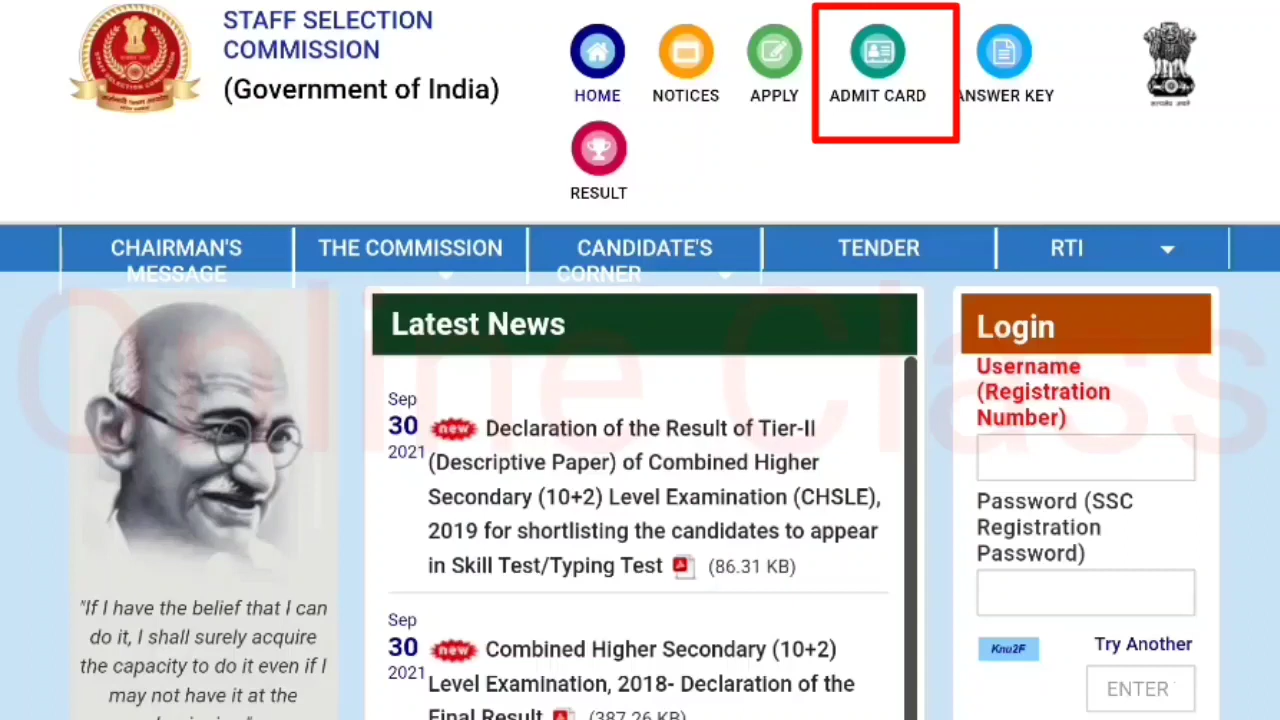 STAFF SELECTION
COMMISSION
(Government of India)
HOME
NOTICES
APPLY
ADMIT CARD
ANSWER KEY
RESULT
CHAIRMAN'S
MESSAGE
THE COMMISSION
CANDIDATE'S
CORNER
TENDER
RTI
Online Class
"If I have the belief that I can
do it, I shall surely acquire
the capacity to do it even if I
may not have it at the
Latest News
Sep
30
2021
new Declaration of the Result of Tier-II
(Descriptive Paper) of Combined Higher
Secondary (10+2) Level Examination (CHSLE),
2019 for shortlisting the candidates to appear
in Skill Test/Typing Test (86.31 KB)
Sep
30
2021
new Combined Higher Secondary (10+2)
Level Examination, 2018- Declaration of the
Final Result (387.26 KB)
Login
Username
(Registration
Number)
Password (SSC
Registration
Password)
Knu2F
Try Another
ENTER